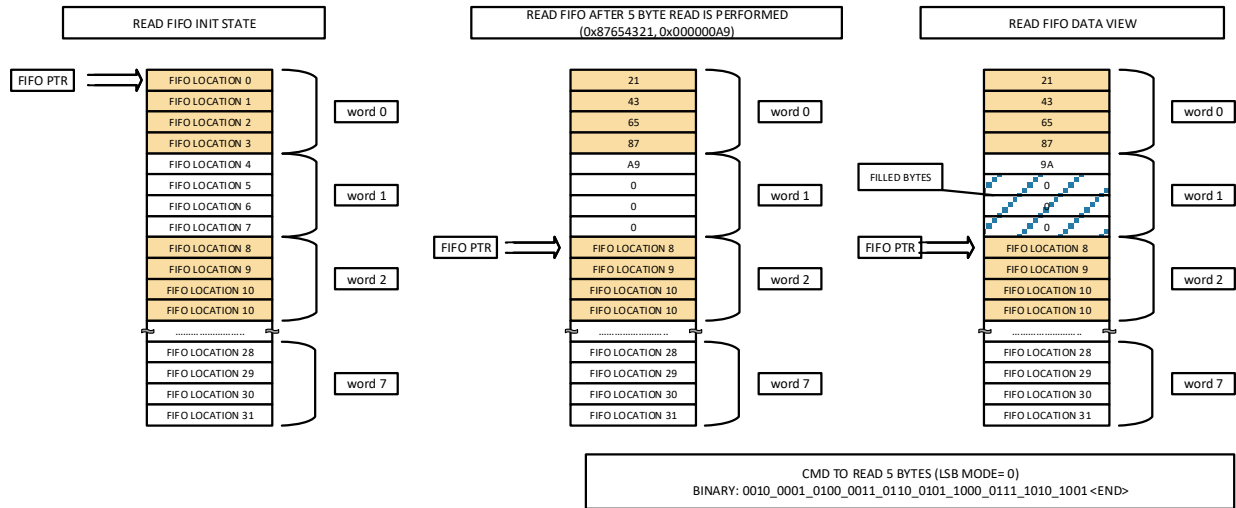 READ FIFO INIT STATE
READ FIFO AFTER 5 BYTE READ IS PERFORMED
(0x87654321, 0x000000A9)
READ FIFO DATA VIEW
FIFO PTR
FIFO LOCATION 0
FIFO LOCATION 1
FIFO LOCATION 2
FIFO LOCATION 3
FIFO LOCATION 4
FIFO LOCATION 5
FIFO LOCATION 6
FIFO LOCATION 7
FIFO LOCATION 8
FIFO LOCATION 9
FIFO LOCATION 10
FIFO LOCATION 10
........................
FIFO LOCATION 28
FIFO LOCATION 29
FIFO LOCATION 30
FIFO LOCATION 31
word 0
word 1
word 2
word 7
FIFO PTR
21
43
65
87
A9
0
0
0
FIFO LOCATION 8
FIFO LOCATION 9
FIFO LOCATION 10
FIFO LOCATION 10
........................
FIFO LOCATION 28
FIFO LOCATION 29
FIFO LOCATION 30
FIFO LOCATION 31
word 0
word 1
word 2
word 7
FILLED BYTES
FIFO PTR
21
43
65
87
9A
0
0
0
FIFO LOCATION 8
FIFO LOCATION 9
FIFO LOCATION 10
FIFO LOCATION 10
........................
FIFO LOCATION 28
FIFO LOCATION 29
FIFO LOCATION 30
FIFO LOCATION 31
word 0
word 1
word 2
word 7
CMD TO READ 5 BYTES (LSB MODE= 0)
BINARY: 0010_0001_0100_0011_0110_0101_1000_0111_1010_1001<END>